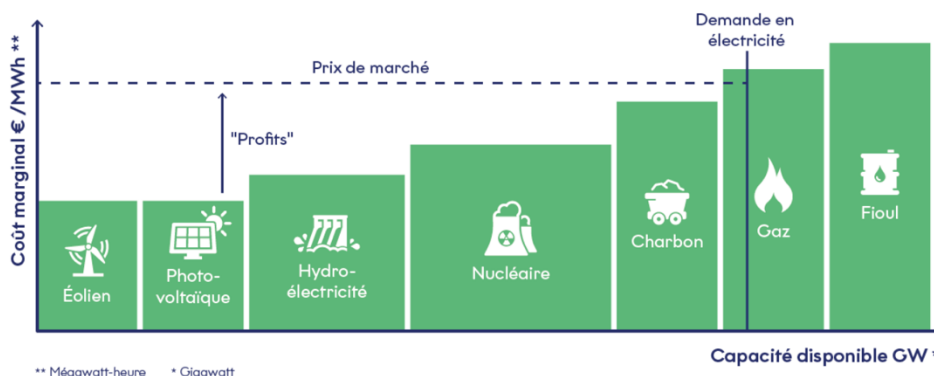 Demande en
électricité
Prix de marché
Coût marginal € /MWh **
"Profits"
Éolien
Photo-
voltaïque
Hydro-
électricité
Nucléaire
Charbon
Gaz
Fioul
Capacité disponible GW *
** Mégawatt-heure * Gigawatt